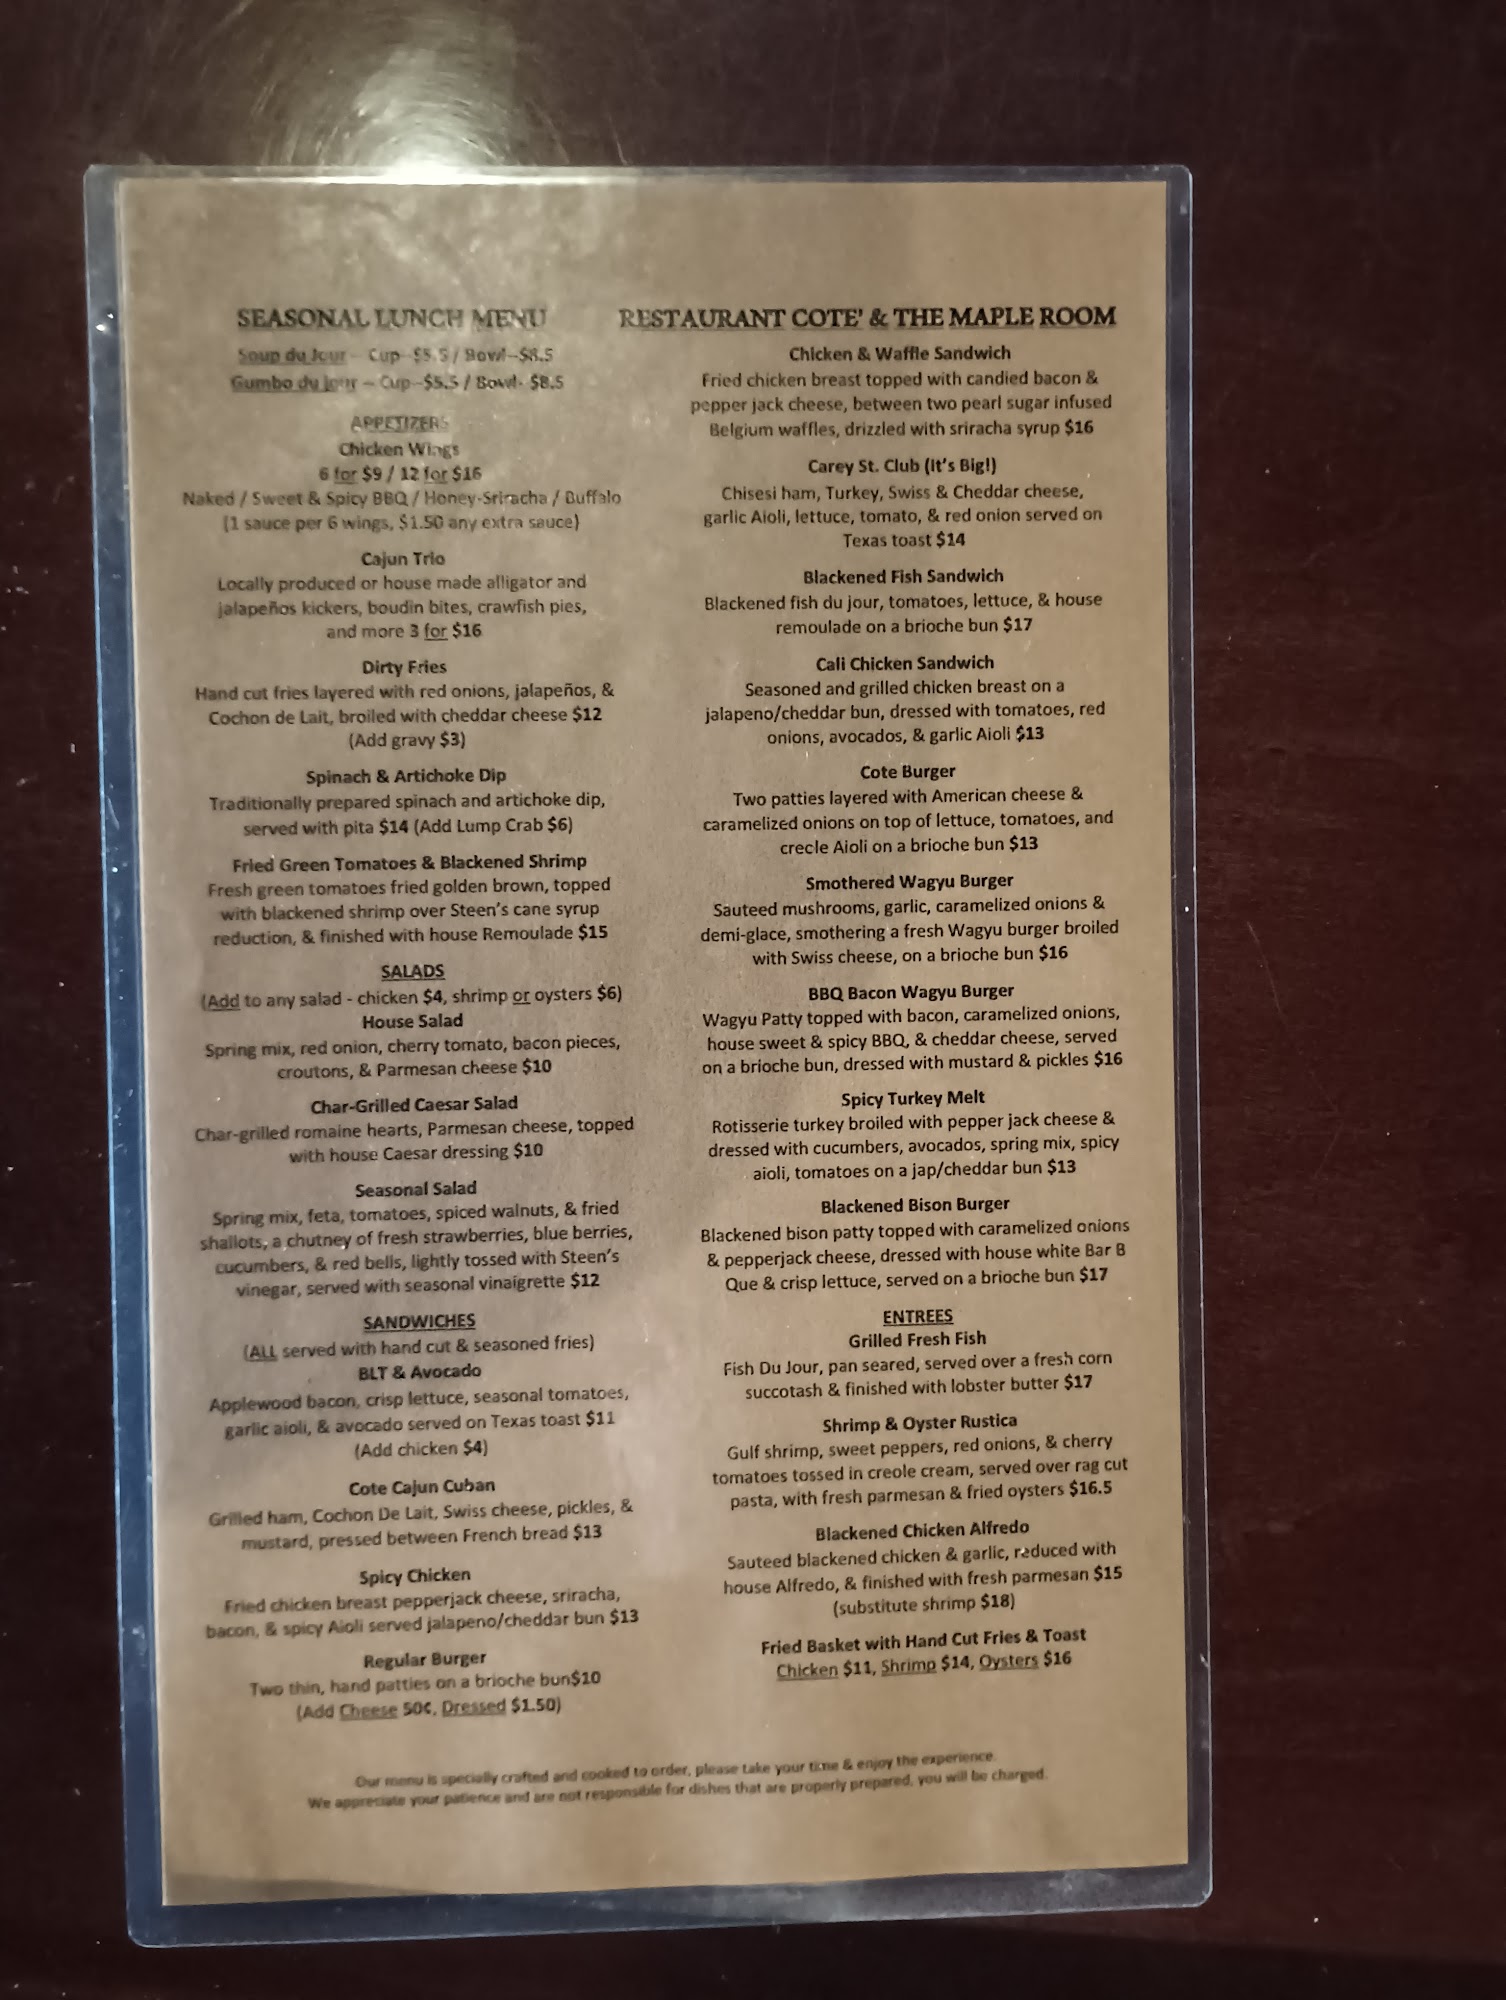 SEASONAL LUNCH MENU
Soup du Jour – Cup--$5.5 / Bowl--$8.5
Gumbo du jour – Cup--$5.5 / Bowl- $8.5
APPETIZERS
Chicken Wings
6 for $9 / 12 for $16
Naked / Sweet & Spicy BBQ / Honey-Sriracha / Buffalo
(1 sauce per 6 wings, $1.50 any extra sauce)
Cajun Trio
Locally produced or house made alligator and
jalapeños kickers, boudin bites, crawfish pies,
and more 3 for $16
Dirty Fries
Hand cut fries layered with red onions, jalapeños, &
Cochon de Lait, broiled with cheddar cheese $12
(Add gravy $3)
Spinach & Artichoke Dip
Traditionally prepared spinach and artichoke dip,
served with pita $14 (Add Lump Crab $6)
Fried Green Tomatoes & Blackened Shrimp
Fresh green tomatoes fried golden brown, topped
with blackened shrimp over Steen's cane syrup
reduction, & finished with house Remoulade $15
SALADS
(Add to any salad - chicken $4, shrimp or oysters $6)
House Salad
Spring mix, red onion, cherry tomato, bacon pieces,
croutons, & Parmesan cheese $10
Char-Grilled Caesar Salad
Char-grilled romaine hearts, Parmesan cheese, topped
with house Caesar dressing $10
Seasonal Salad
Spring mix, feta, tomatoes, spiced walnuts, & fried
shallots, a chutney of fresh strawberries, blue berries,
cucumbers, & red bells, lightly tossed with Steen's
vinegar, served with seasonal vinaigrette $12
SANDWICHES
(ALL served with hand cut & seasoned fries)
BLT & Avocado
Applewood bacon, crisp lettuce, seasonal tomatoes,
garlic aioli, & avocado served on Texas toast $11
(Add chicken $4)
Cote Cajun Cuban
Grilled ham, Cochon De Lait, Swiss cheese, pickles, &
mustard, pressed between French bread $13
Spicy Chicken
Fried chicken breast pepperjack cheese, sriracha,
bacon, & spicy Aioli served jalapeno/cheddar bun $13
Regular Burger
Two thin, hand patties on a brioche bun$10
(Add Cheese 50¢, Dressed $1.50)
RESTAURANT COTE' & THE MAPLE ROOM
Chicken & Waffle Sandwich
Fried chicken breast topped with candied bacon &
pepper jack cheese, between two pearl sugar infused
Belgium waffles, drizzled with sriracha syrup $16
Carey St. Club (It's Big!)
Chisesi ham, Turkey, Swiss & Cheddar cheese,
garlic Aioli, lettuce, tomato, & red onion served on
Texas toast $14
Blackened Fish Sandwich
Blackened fish du jour, tomatoes, lettuce, & house
remoulade on a brioche bun $17
Cali Chicken Sandwich
Seasoned and grilled chicken breast on a
jalapeno/cheddar bun, dressed with tomatoes, red
onions, avocados, & garlic Aioli $13
Cote Burger
Two patties layered with American cheese &
caramelized onions on top of lettuce, tomatoes, and
crecle Aioli on a brioche bun $13
Smothered Wagyu Burger
Sauteed mushrooms, garlic, caramelized onions &
demi-glace, smothering a fresh Wagyu burger broiled
with Swiss cheese, on a brioche bun $16
BBQ Bacon Wagyu Burger
Wagyu Patty topped with bacon, caramelized onions,
house sweet & spicy BBQ, & cheddar cheese, served
on a brioche bun, dressed with mustard & pickles $16
Spicy Turkey Melt
Rotisserie turkey broiled with pepper jack cheese &
dressed with cucumbers, avocados, spring mix, spicy
aioli, tomatoes on a jap/cheddar bun $13
Blackened Bison Burger
Blackened bison patty topped with caramelized onions
& pepperjack cheese, dressed with house white Bar B
Que & crisp lettuce, served on a brioche bun $17
ENTREES
Grilled Fresh Fish
Fish Du Jour, pan seared, served over a fresh corn
succotash & finished with lobster butter $17
Shrimp & Oyster Rustica
Gulf shrimp, sweet peppers, red onions, & cherry
tomatoes tossed in creole cream, served over rag cut
pasta, with fresh parmesan & fried oysters $16.5
Blackened Chicken Alfredo
Sauteed blackened chicken & garlic, reduced with
house Alfredo, & finished with fresh parmesan $15
(substitute shrimp $18)
Fried Basket with Hand Cut Fries & Toast
Chicken $11, Shrimp $14, Oysters $16
Our menu is specially crafted and cooked to order, please take your time & enjoy the experience.
We appreciate your patience and are not responsible for dishes that are properly prepared, you will be charged.